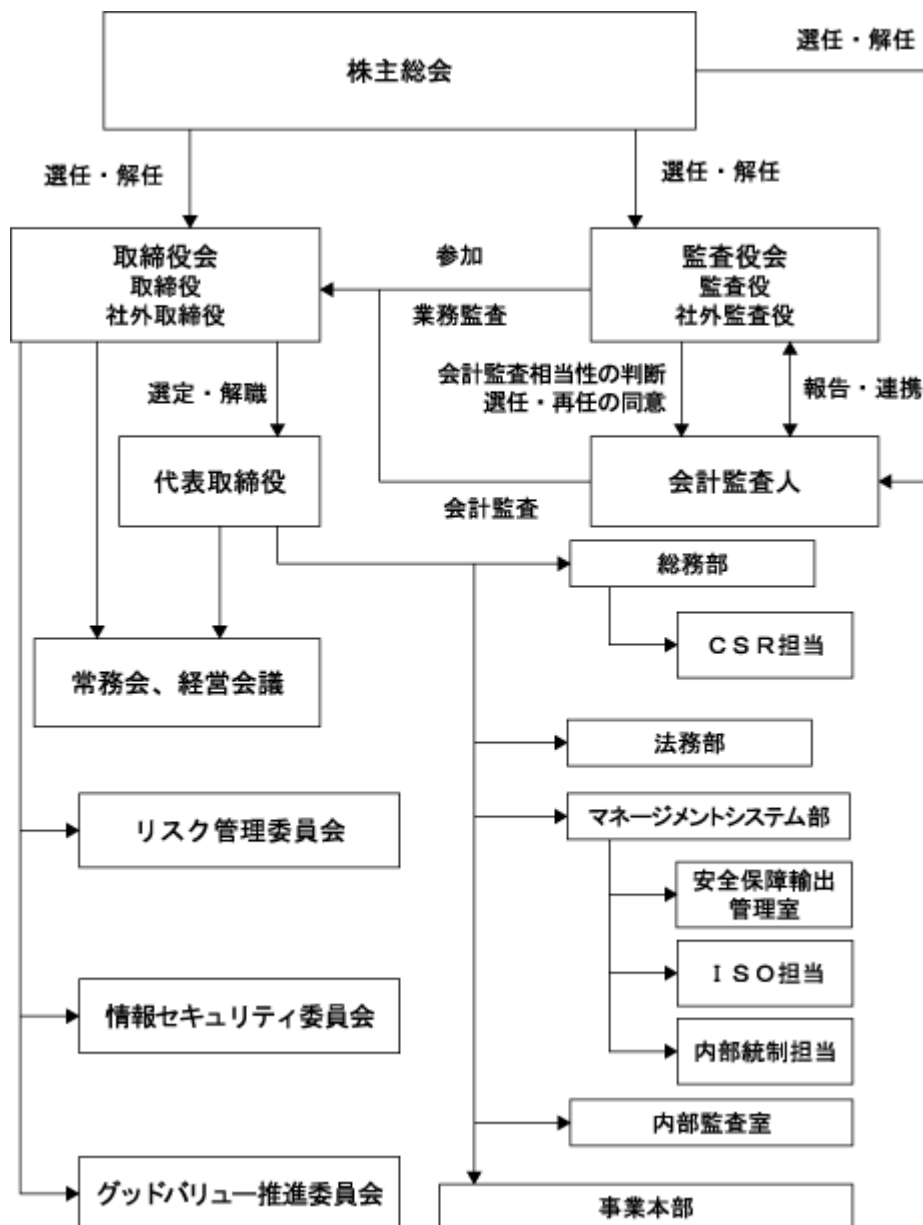 株主総会
選任・解任
選任・解任
選任・解任
取締役会
取締役
社外取締役
参加
業務監査
監査役会
監査役
社外監査役
選定・解職
会計監査相当性の判断
選任・再任の同意
報告・連携
代表取締役
会計監査
会計監査人
総務部
ＣＳＲ担当
常務会、経営会議
法務部
リスク管理委員会
マネージメントシステム部
安全保障輸出
管理室
ＩＳＯ担当
情報セキュリティ委員会
内部統制担当
内部監査室
グッドバリュー推進委員会
事業本部